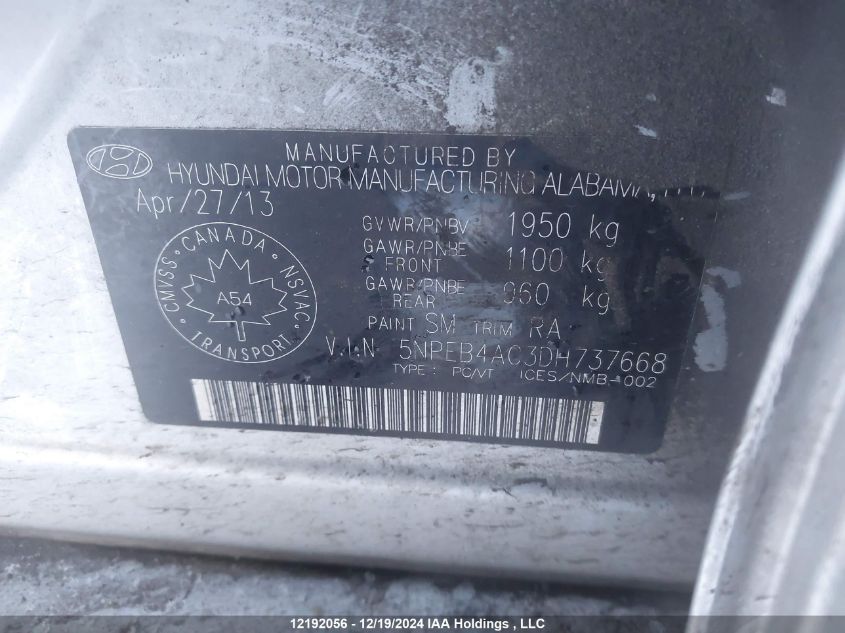 MANUFACTURED BY
HYUNDAI MOTOR MANUFACTURING ALABAMA,
Apr/27/13
GVWR/PNBV 1950 kg
GAWR/PNBE FRONT 1100 kg
GAWR/PNBE REAR 960 kg
CANADA
CMVSS
NSVAC
A54
TRANSPORT
PAINT SM TRIM RA
V.I.N 5NPEB4AC3DH737668
TYPE: PC/VT ICES/NMB-002
12192056 - 12/19/2024 IAA Holdings , LLC